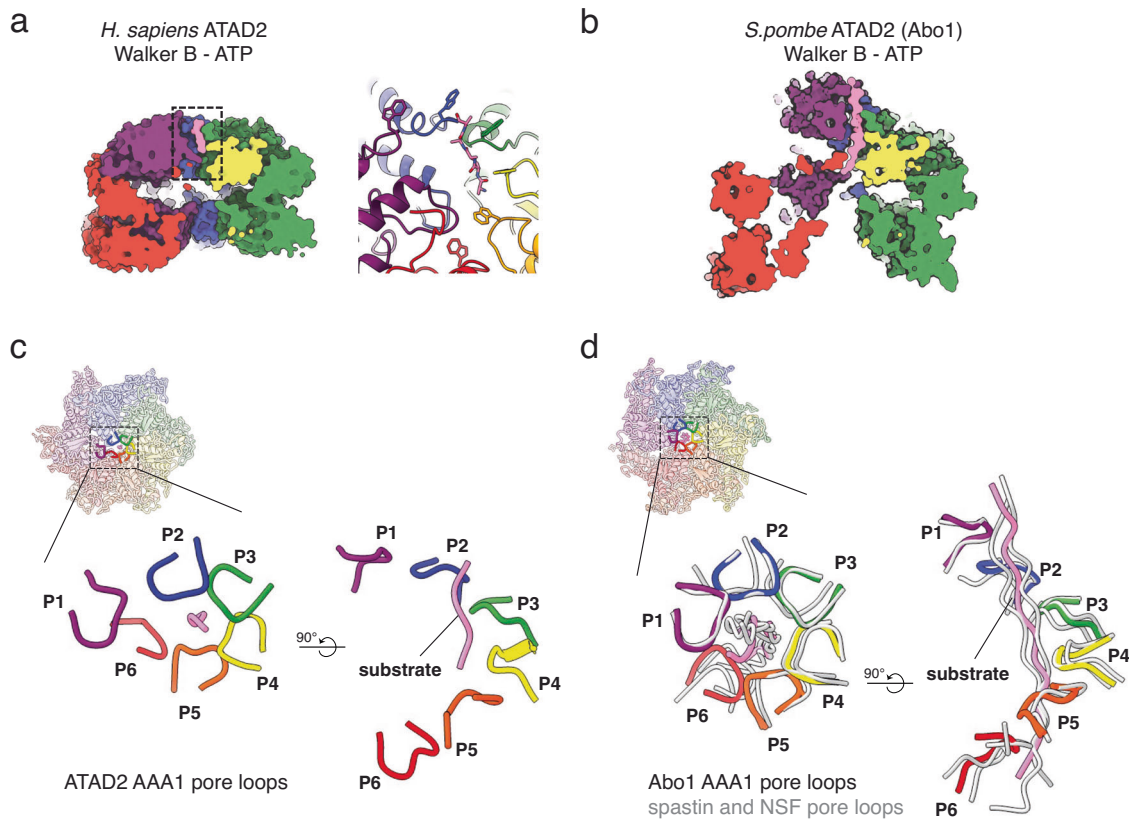 a
H. sapiens ATAD2
Walker B - ATP
b
S.pombe ATAD2 (Abo1)
Walker B - ATP
c
P1
P2
P3
P4
P5
P6
90°
P1
P2
P3
P4
P5
P6
substrate
ATAD2 AAA1 pore loops
d
P1
P2
P3
P4
P5
P6
90°
P1
P2
P3
P4
P5
P6
substrate
Abo1 AAA1 pore loops
spastin and NSF pore loops